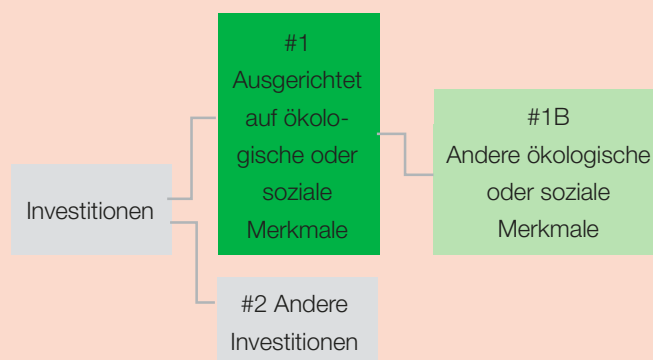 Investitionen
#1
Ausgerichtet
auf ökolo-
gische oder
soziale
Merkmale
#1B
Andere ökologische
oder soziale
Merkmale
#2 Andere
Investitionen